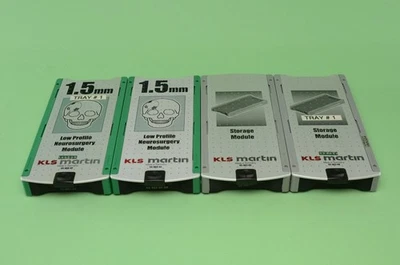 1.5mm
TRAY # 1
Low Profile
Neurosurgery
Module
KLS martin
1.5mm
Low Profile
Neurosurgery
Module
KLS martin
Storage
Module
KLS martin
TRAY # 1
Storage
Module
KLS martin